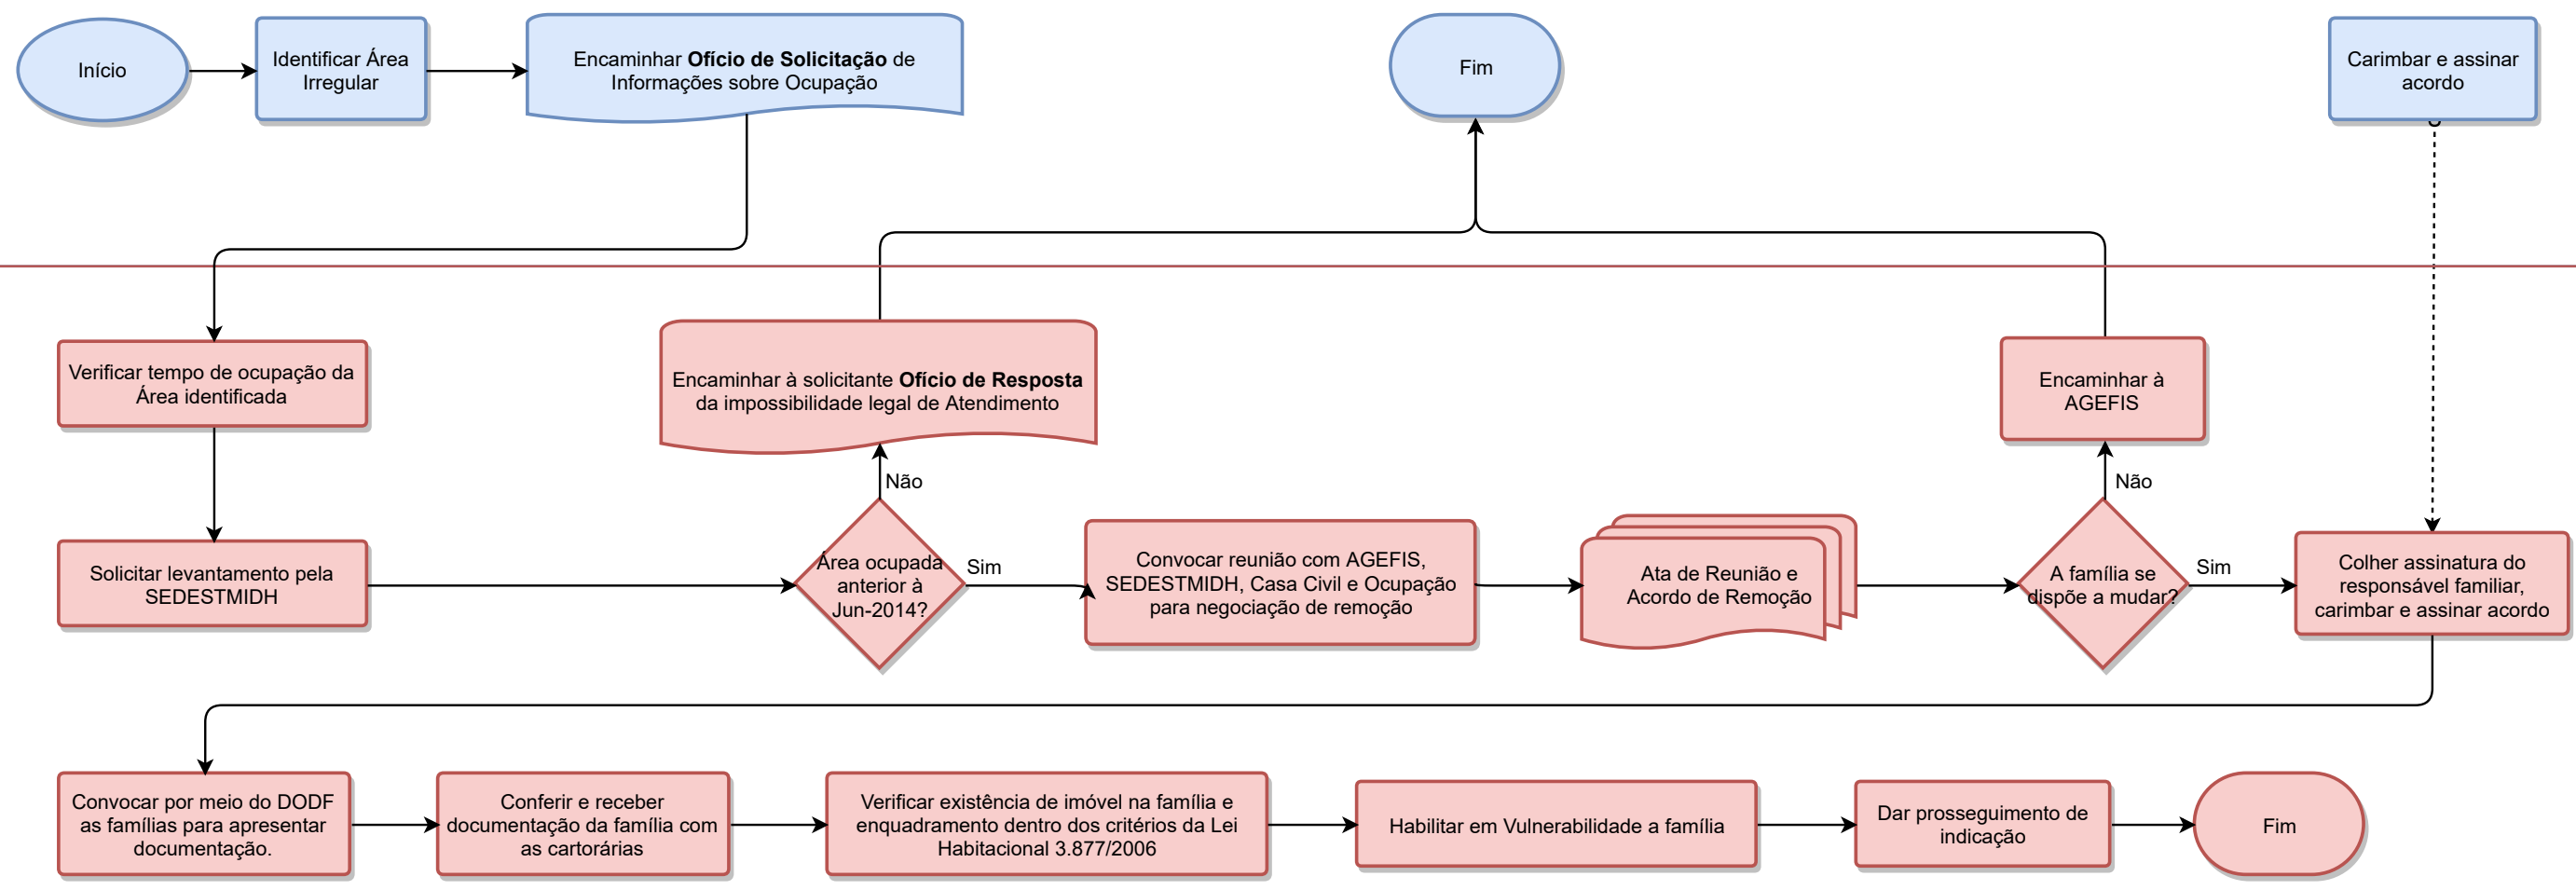 Início
Identificar Área
Irregular
Encaminhar Ofício de Solicitação de
Informações sobre Ocupação
Fim
Carimbar e assinar
acordo
Verificar tempo de ocupação da
Área identificada
Encaminhar à solicitante Ofício de Resposta
da impossibilidade legal de Atendimento
Encaminhar à
AGEFIS
Não
Não
Solicitar levantamento pela
SEDESTMIDH
Área ocupada
anterior à
Jun-2014?
Sim
Convocar reunião com AGEFIS,
SEDESTMIDH, Casa Civil e Ocupação
para negociação de remoção
Ata de Reunião e
Acordo de Remoção
A família se
dispõe a mudar?
Sim
Colher assinatura do
responsável familiar,
carimbar e assinar acordo
Convocar por meio do DODF
as famílias para apresentar
documentação.
Conferir e receber
documentação da família com
as cartorárias
Verificar existência de imóvel na família e
enquadramento dentro dos critérios da Lei
Habitacional 3.877/2006
Habilitar em Vulnerabilidade a família
Dar prosseguimento de
indicação
Fim